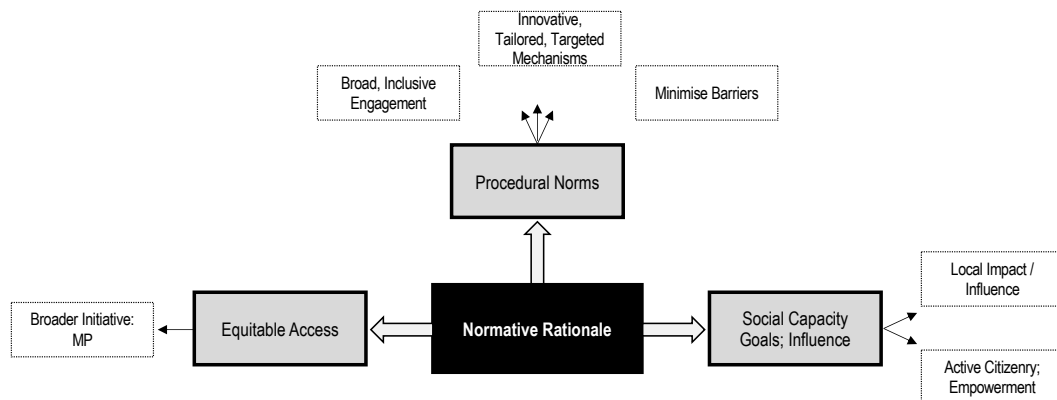 Innovative,
Tailored, Targeted
Mechanisms
Broad, Inclusive
Engagement
Minimise Barriers
Procedural Norms
Local Impact /
Influence
Broader Initiative:
MP
Equitable Access
Normative Rationale
Social Capacity
Goals; Influence
Active Citizenry;
Empowerment